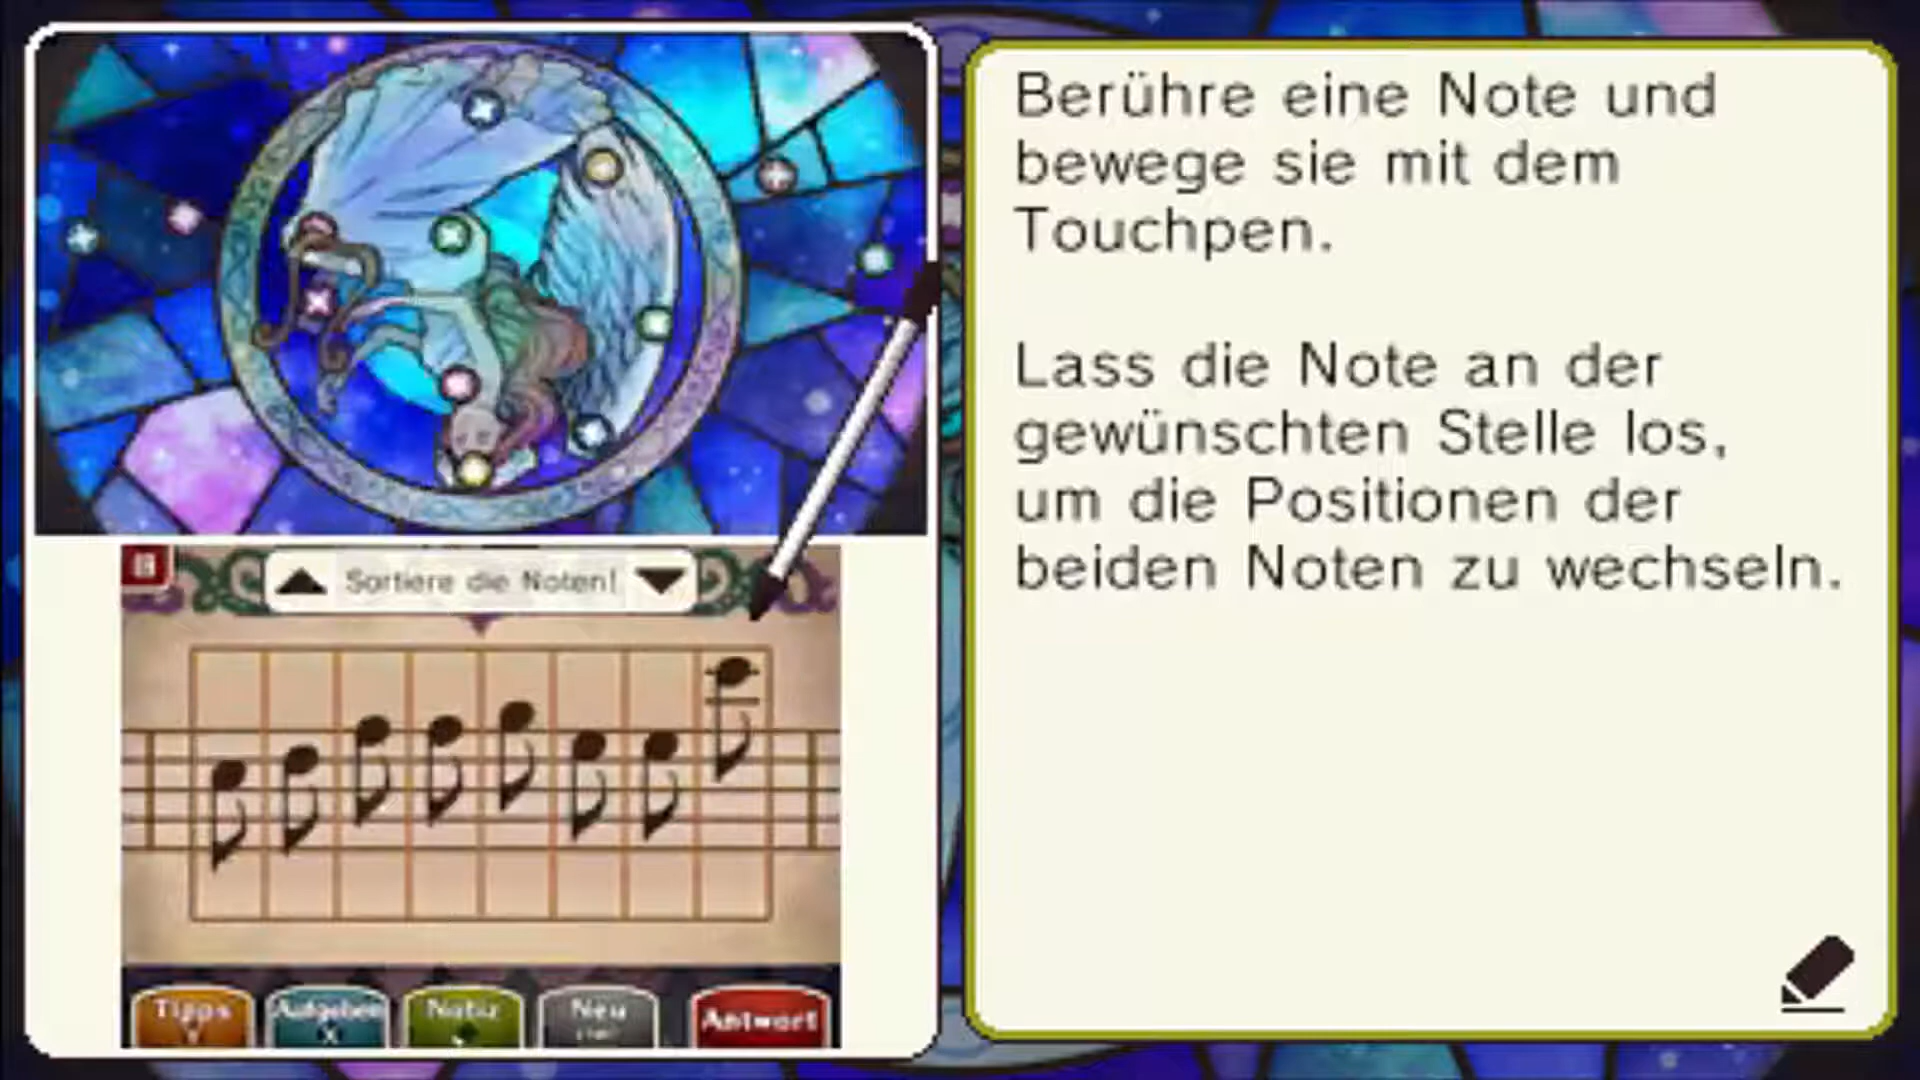 Berühre eine Note und
bewege sie mit dem
Touchpen.
Lass die Note an der
gewünschten Stelle los,
um die Positionen der
beiden Noten zu wechseln.
Sortiere die Noten!
Tipps
Y
Aufgeben
X
Notiz
Neu
Antwort